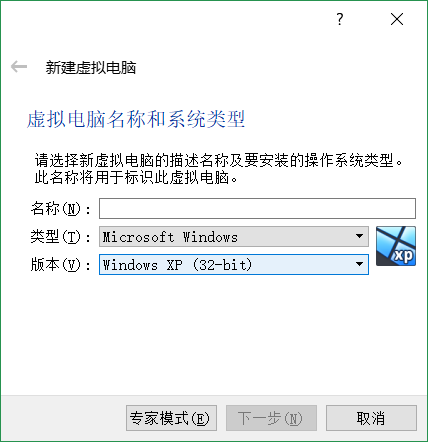 ?
新建虚拟电脑
虚拟电脑名称和系统类型
请选择新虚拟电脑的描述名称及要安装的操作系统类型。
此名称将用于标识此虚拟电脑。
名称(N):
类型(T): Microsoft Windows
xp
版本(V): Windows XP (32-bit)
专家模式(E) 下一步(N) 取消